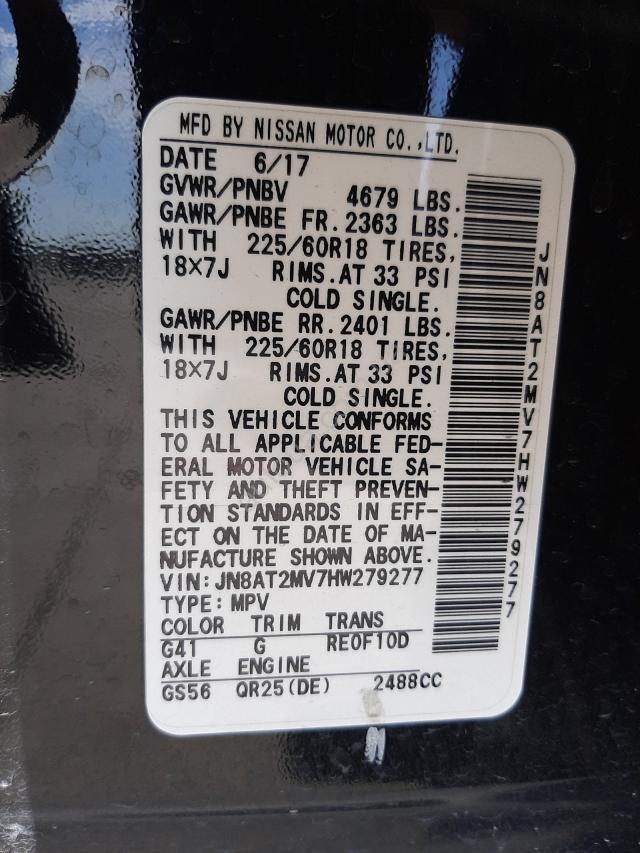 MFD BY NISSAN MOTOR CO.,LTD.
DATE 6/17
GVWR/PNBV 4679 LBS.
GAWR/PNBE FR. 2363 LBS.
WITH 225/60R18 TIRES,
18×7J RIMS.AT 33 PSI
COLD SINGLE.
GAWR/PNBE RR. 2401 LBS.
WITH 225/60R18 TIRES,
18×7J RIMS.AT 33 PSI
COLD SINGLE.
THIS VEHICLE CONFORMS
TO ALL APPLICABLE FED-
ERAL MOTOR VEHICLE SA-
FETY AND THEFT PREVEN-
TION STANDARDS IN EFF-
ECT ON THE DATE OF MA-
NUFACTURE SHOWN ABOVE.
VIN:JN8AT2MV7HW279277
TYPE:MPV
COLOR TRIM TRANS
G41 G RE0F10D
AXLE ENGINE
GS56 QR25(DE) 2488CC
JN8AT2MV7HW279277